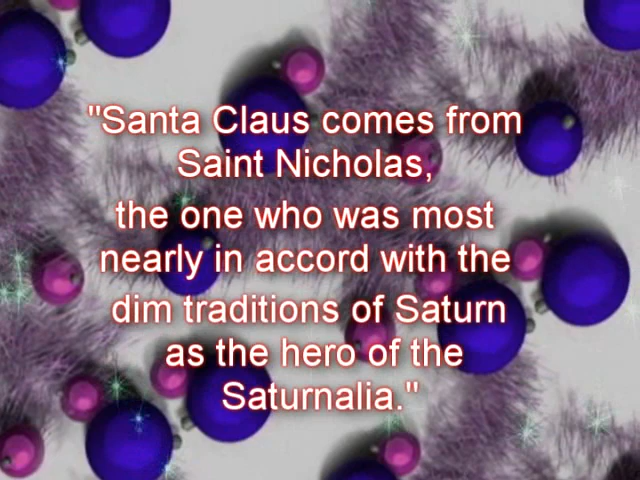 "Santa Claus comes from
Saint Nicholas,
the one who was most
nearly in accord with the
dim traditions of Saturn
as the hero of the
Saturnalia."